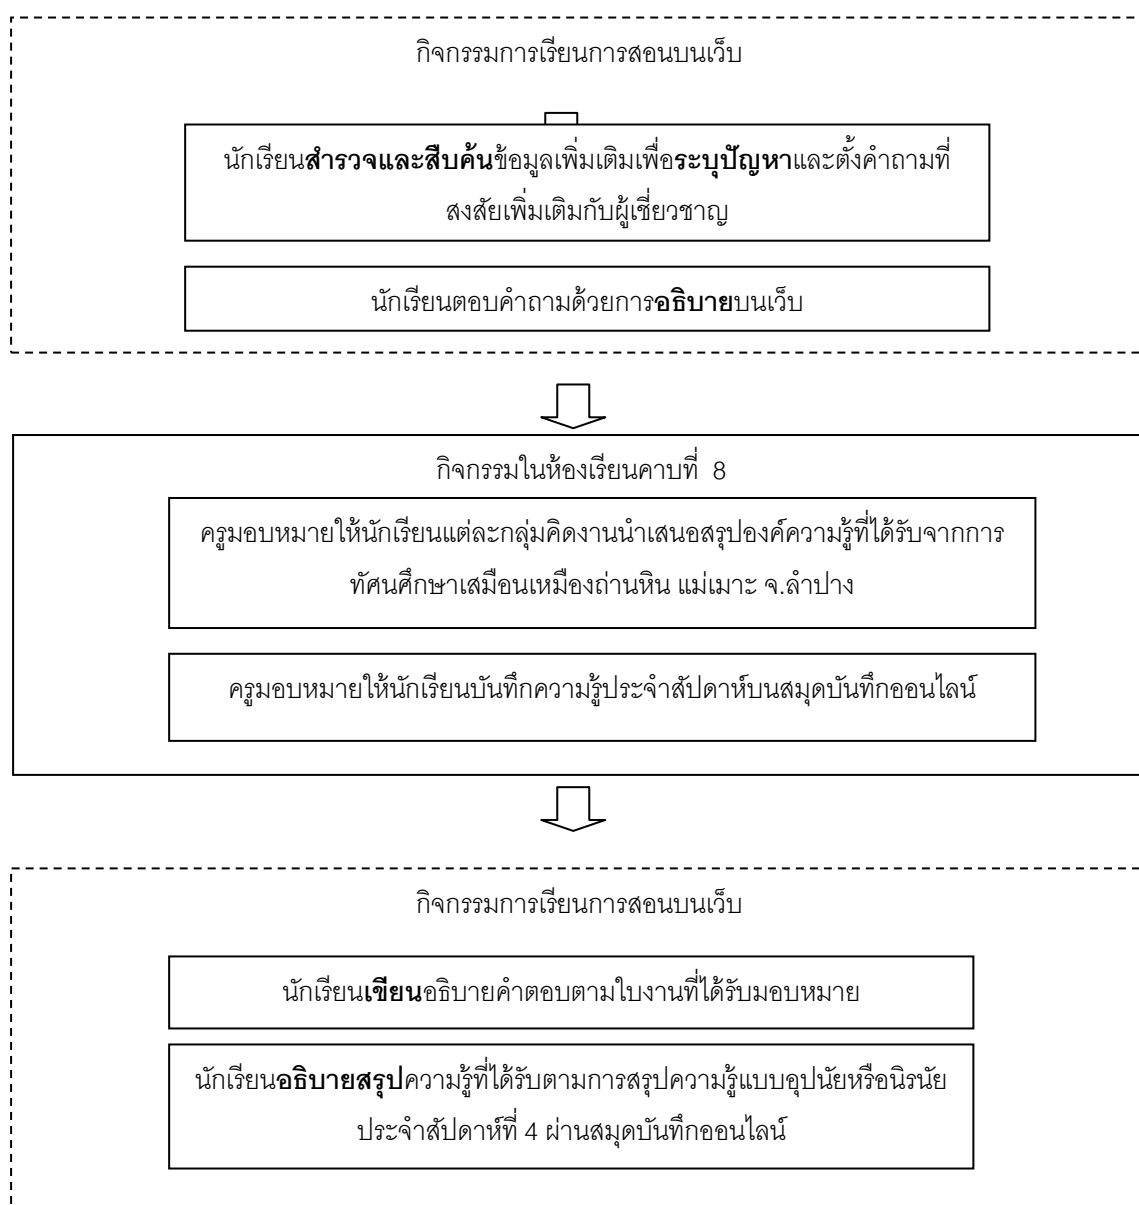 กิจกรรมการเรียนการสอนบนเว็บ
นักเรียนสำรวจและสืบค้นข้อมูลเพิ่มเติมเพื่อระบุปัญหาและตั้งคำถามที่
สงสัยเพิ่มเติมกับผู้เชี่ยวชาญ
นักเรียนตอบคำถามด้วยการอธิบายบนเว็บ
กิจกรรมในห้องเรียนคาบที่ 8
ครูมอบหมายให้นักเรียนแต่ละกลุ่มคิดงานนำเสนอสรุปองค์ความรู้ที่ได้รับจากการ
ทัศนศึกษาเสมือนเหมืองถ่านหิน แม่เมาะ จ.ลำปาง
ครูมอบหมายให้นักเรียนบันทึกความรู้ประจำสัปดาห์บนสมุดบันทึกออนไลน์
กิจกรรมการเรียนการสอนบนเว็บ
นักเรียนเขียนอธิบายคำตอบตามใบงานที่ได้รับมอบหมาย
นักเรียนอธิบายสรุปความรู้ที่ได้รับตามการสรุปความรู้แบบอุปนัยหรือนิรนัย
ประจำสัปดาห์ที่ 4 ผ่านสมุดบันทึกออนไลน์